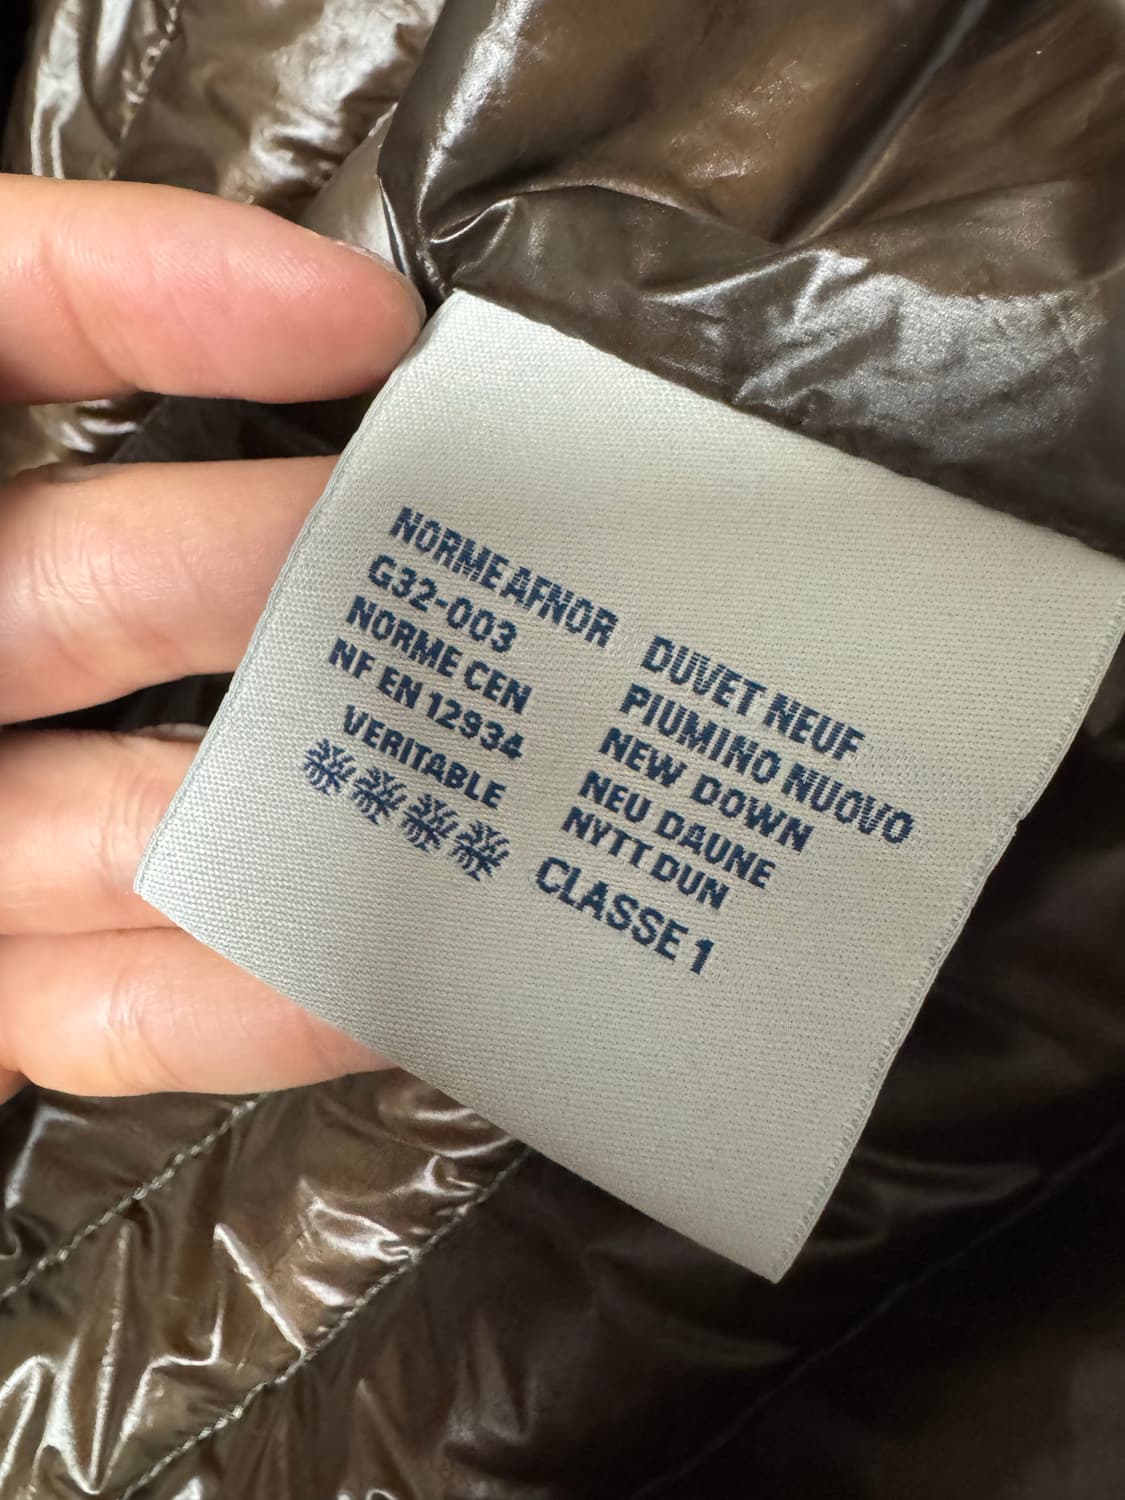 NORME AFNOR
G32-003
NORME CEN
NF EN 12934
VERITABLE
DUVET NEUF
PIUMINO NUOVO
NEW DOWN
NEU DAUNE
NYTT DUN
CLASSE 1